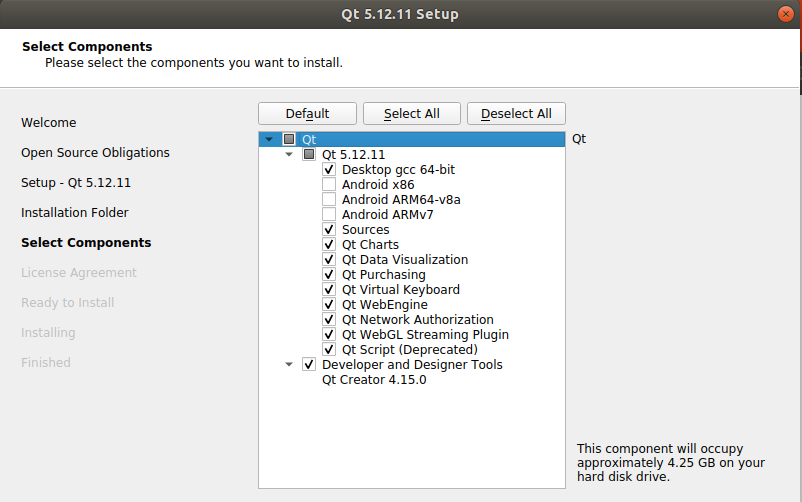 Qt 5.12.11 Setup
Select Components
Please select the components you want to install.
Welcome
Open Source Obligations
Setup - Qt 5.12.11
Installation Folder
Select Components
License Agreement
Ready to Install
Installing
Finished
Default
Select All
Deselect All
Qt
Qt 5.12.11
Desktop gcc 64-bit
Android x86
Android ARM64-v8a
Android ARMv7
Sources
Qt Charts
Qt Data Visualization
Qt Purchasing
Qt Virtual Keyboard
Qt WebEngine
Qt Network Authorization
Qt WebGL Streaming Plugin
Qt Script (Deprecated)
Developer and Designer Tools
Qt Creator 4.15.0
Qt
This component will occupy
approximately 4.25 GB on your
hard disk drive.